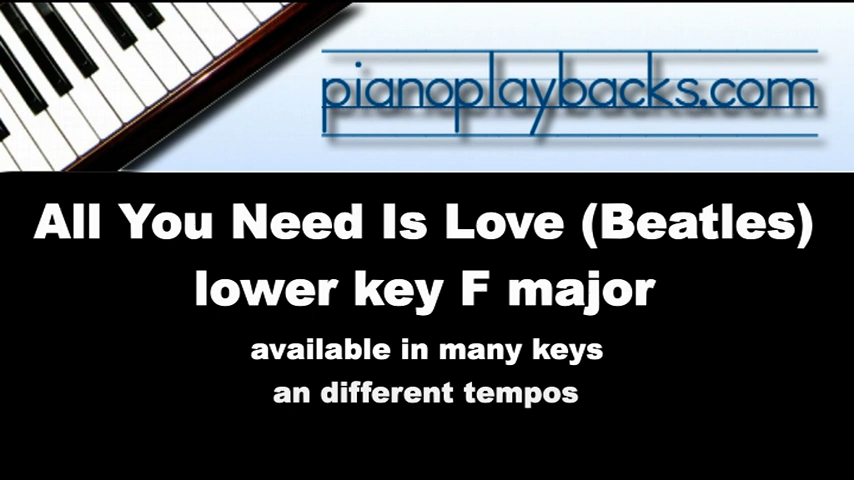 pianoplaybacks.com
All You Need Is Love (Beatles)
lower key F major
available in many keys
an different tempos